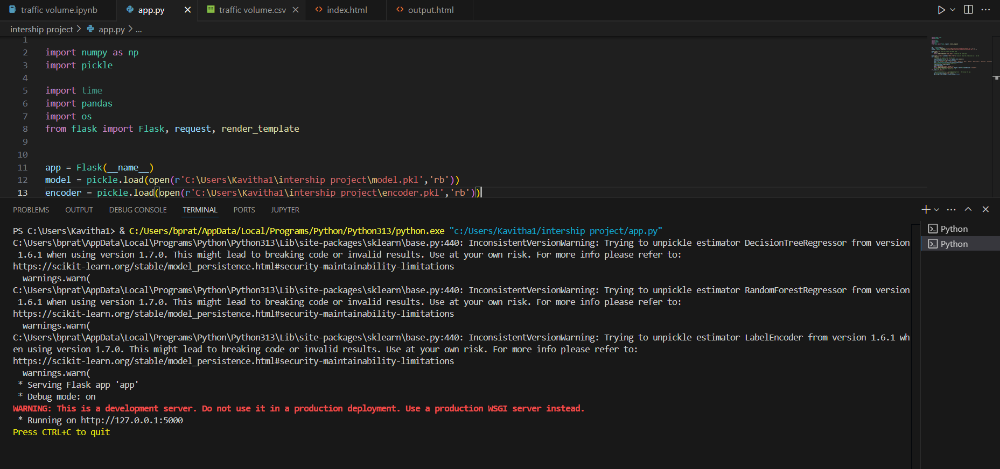 traffic volume.ipynb
app.py
traffic volume.csv
index.html
output.html
intership project > app.py > ...
1
2 import numpy as np
3 import pickle
4
5 import time
6 import pandas
7 import os
8 from flask import Flask, request, render_template
9
10
11 app = Flask(__name__)
12 model = pickle.load(open(r'C:\Users\Kavitha1\intership project\model.pkl','rb'))
13 encoder = pickle.load(open(r'C:\Users\Kavitha1\intership project\encoder.pkl','rb'))
PROBLEMS OUTPUT DEBUG CONSOLE TERMINAL PORTS JUPYTER
Python
Python
PS C:\Users\Kavitha1> & C:/Users/bprat/AppData/Local/Programs/Python/Python313/python.exe "c:/Users/Kavitha1/intership project/app.py"
C:\Users\bprat\AppData\Local\Programs\Python\Python313\Lib\site-packages\sklearn\base.py:440: InconsistentVersionWarning: Trying to unpickle estimator DecisionTreeRegressor from version
1.6.1 when using version 1.7.0. This might lead to breaking code or invalid results. Use at your own risk. For more info please refer to:
https://scikit-learn.org/stable/model_persistence.html#security-maintainability-limitations
warnings.warn(
C:\Users\bprat\AppData\Local\Programs\Python\Python313\Lib\site-packages\sklearn\base.py:440: InconsistentVersionWarning: Trying to unpickle estimator RandomForestRegressor from version
1.6.1 when using version 1.7.0. This might lead to breaking code or invalid results. Use at your own risk. For more info please refer to:
https://scikit-learn.org/stable/model_persistence.html#security-maintainability-limitations
warnings.warn(
C:\Users\bprat\AppData\Local\Programs\Python\Python313\Lib\site-packages\sklearn\base.py:440: InconsistentVersionWarning: Trying to unpickle estimator LabelEncoder from version 1.6.1 wh
en using version 1.7.0. This might lead to breaking code or invalid results. Use at your own risk. For more info please refer to:
https://scikit-learn.org/stable/model_persistence.html#security-maintainability-limitations
warnings.warn(
* Serving Flask app 'app'
* Debug mode: on
WARNING: This is a development server. Do not use it in a production deployment. Use a production WSGI server instead.
* Running on http://127.0.0.1:5000
Press CTRL+C to quit